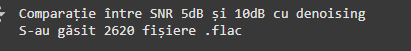 Comparație între SNR 5dB și 10dB cu denoising
S-au găsit 2620 fișiere .flac